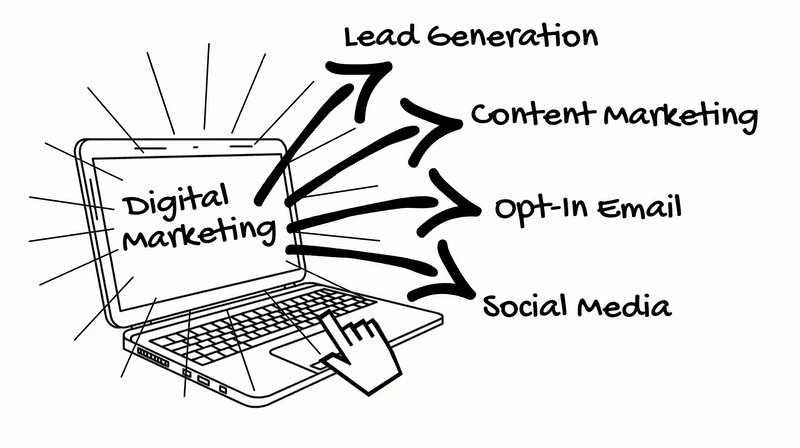 Lead Generation
Content Marketing
Digital
Marketing
Opt-In Email
Social Media